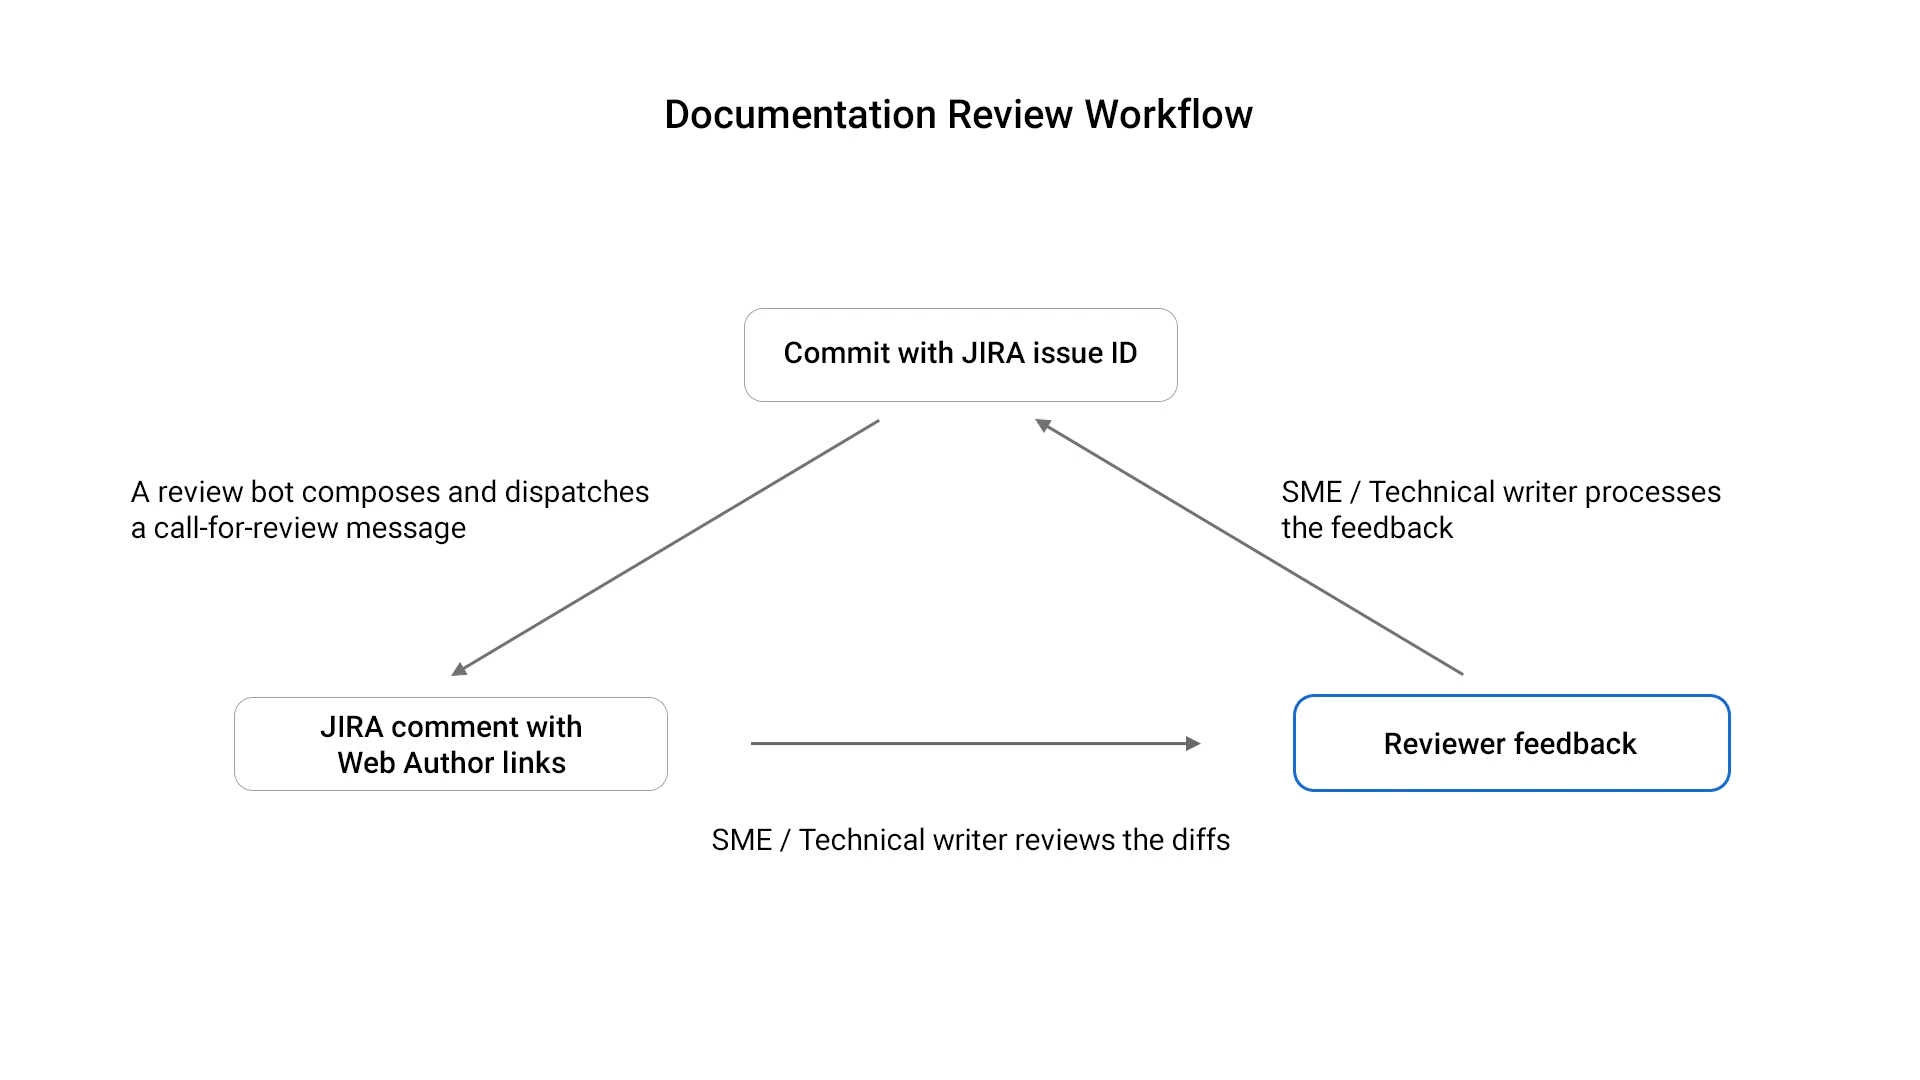 Documentation Review Workflow
Commit with JIRA issue ID
A review bot composes and dispatches
a call-for-review message
SME / Technical writer processes
the feedback
JIRA comment with
Web Author links
Reviewer feedback
SME / Technical writer reviews the diffs